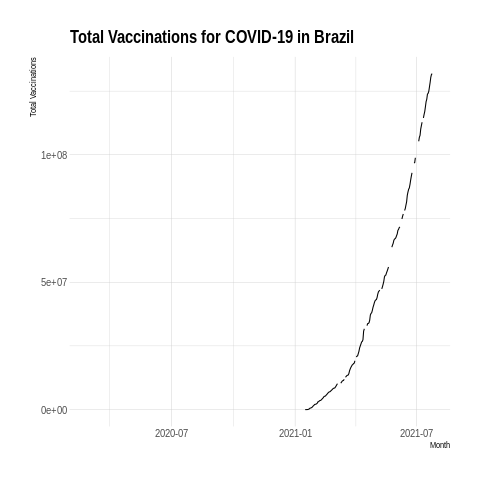 Total Vaccinations for COVID-19 in Brazil
Total Vaccinations
1e+08
5e+07
0e+00
2020-07
2021-01
2021-07
Month